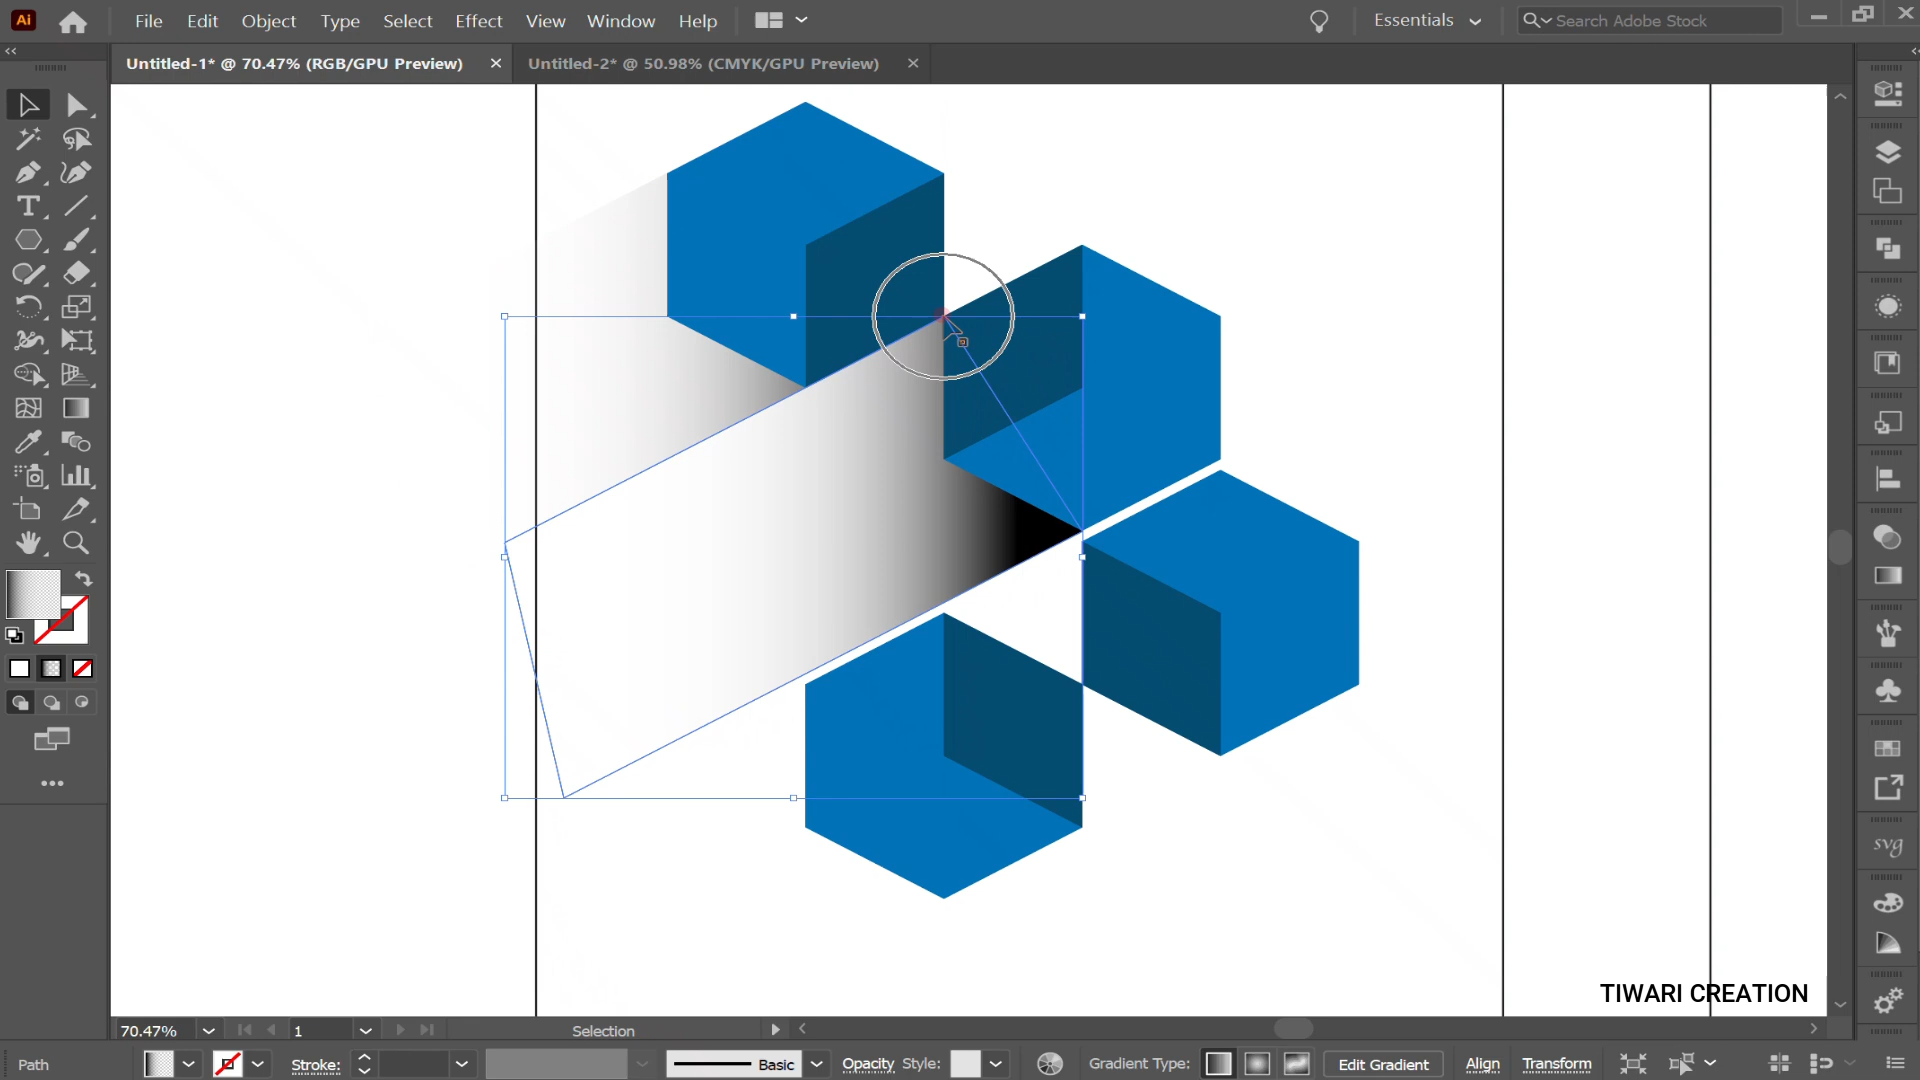 Ai File Edit Object Type Select Effect View Window Help Essentials Search Adobe Stock
Untitled-1* @ 70.47% (RGB/GPU Preview) Untitled-2* @ 50.98% (CMYK/GPU Preview)
T
svg
TIWARI CREATION
70.47% 1 Selection
Path Stroke: Basic Opacity Style: Gradient Type: Edit Gradient Align Transform